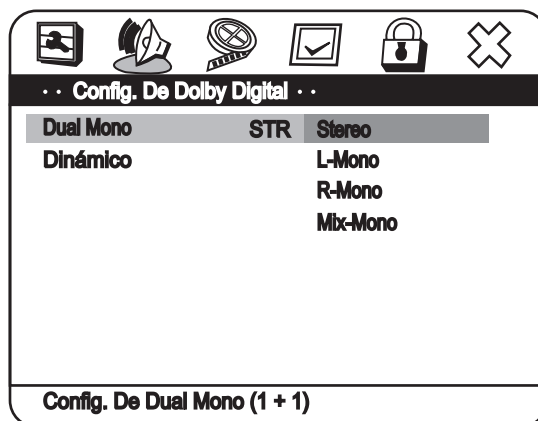 ·· Config. De Dolby Digital ··
Dual Mono STR Stereo
Dinámico L-Mono
R-Mono
Mix-Mono
Config. De Dual Mono (1 + 1)